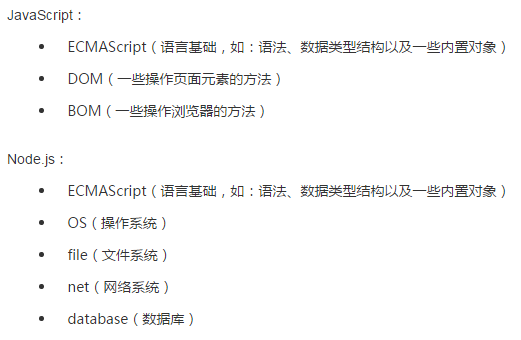 JavaScript：
• ECMAScript（语言基础，如：语法、数据类型结构以及一些内置对象）
• DOM（一些操作页面元素的方法）
• BOM（一些操作浏览器的方法）
Node.js：
• ECMAScript（语言基础，如：语法、数据类型结构以及一些内置对象）
• OS（操作系统）
• file（文件系统）
• net（网络系统）
• database（数据库）